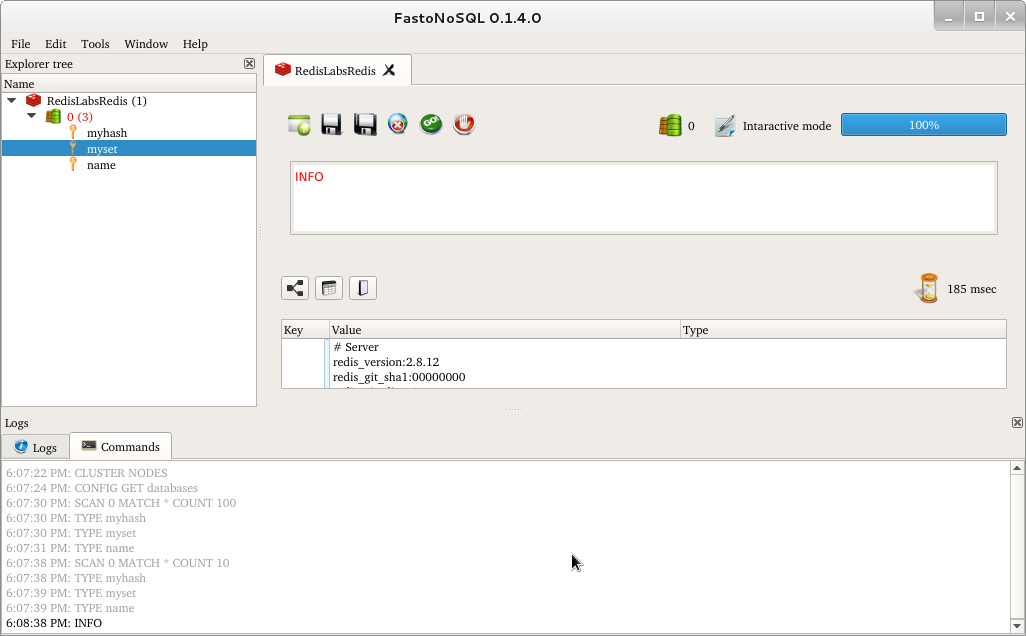 FastoNoSQL 0.1.4.0
File Edit Tools Window Help
Explorer tree
Name
RedisLabsRedis (1)
0 (3)
myhash
myset
name
RedisLabsRedis
GO
0
Intaractive mode
100%
INFO
185 msec
Key Value Type
# Server
redis_version:2.8.12
redis_git_sha1:00000000
Logs
Logs Commands
6:07:22 PM: CLUSTER NODES
6:07:24 PM: CONFIG GET databases
6:07:30 PM: SCAN 0 MATCH * COUNT 100
6:07:30 PM: TYPE myhash
6:07:30 PM: TYPE myset
6:07:31 PM: TYPE name
6:07:38 PM: SCAN 0 MATCH * COUNT 10
6:07:38 PM: TYPE myhash
6:07:39 PM: TYPE myset
6:07:39 PM: TYPE name
6:08:38 PM: INFO